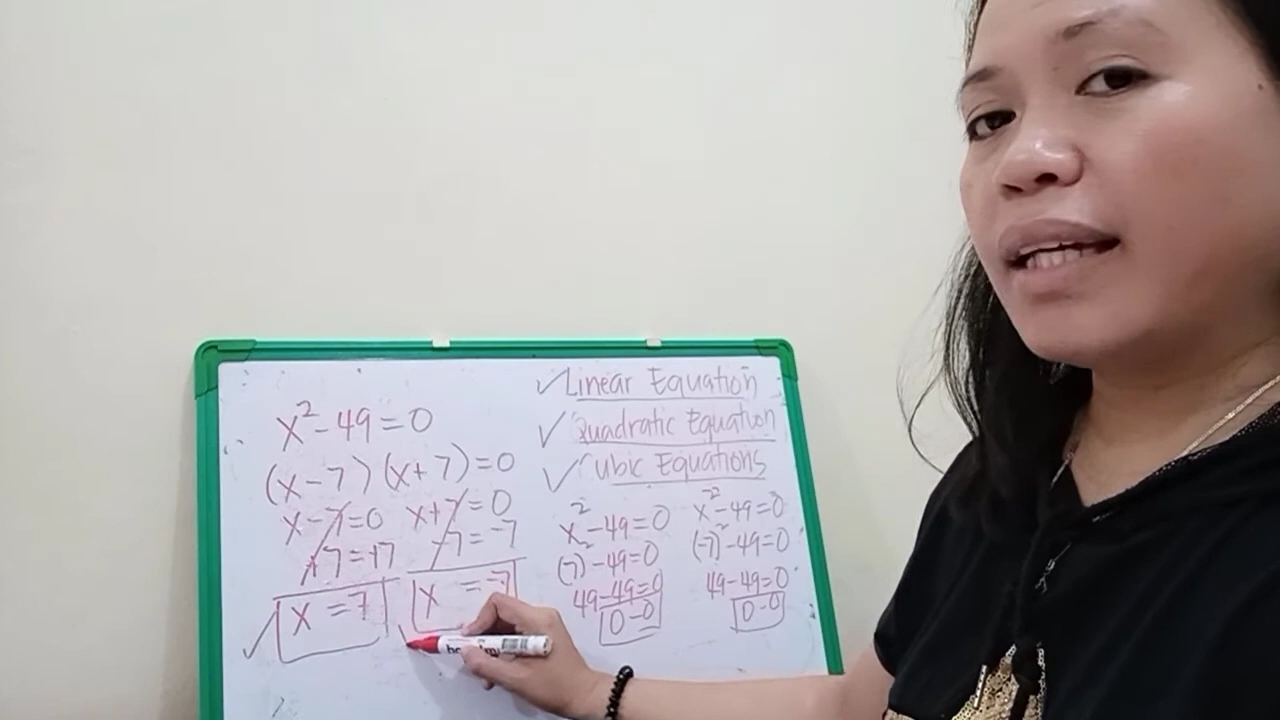 x² - 49 = 0
(x - 7) (x + 7) = 0
x - 7 = 0
+7 = +7
x = 7
x + 7 = 0
-7 = -7
x = -7
Linear Equation
Quadratic Equation
Cubic Equations
x² - 49 = 0
(7)² - 49 = 0
49 - 49 = 0
0 - 0
x² - 49 = 0
(-7)² - 49 = 0
49 - 49 = 0
0 - 0